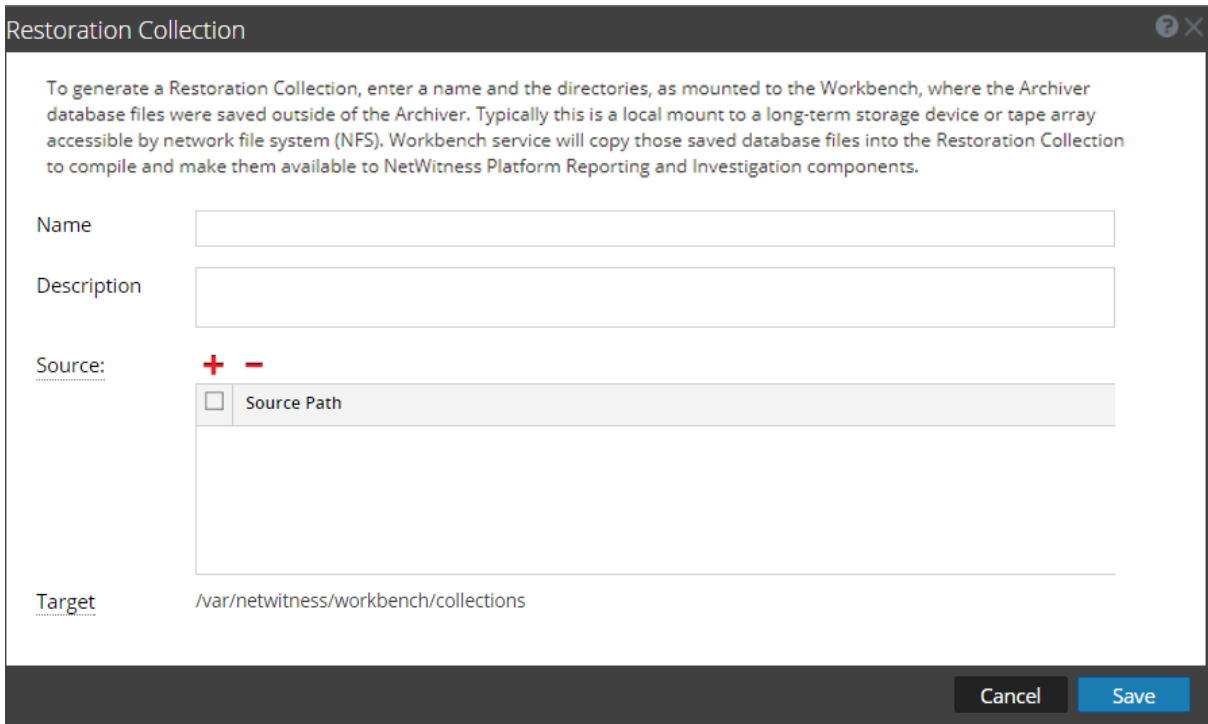 Restoration Collection
To generate a Restoration Collection, enter a name and the directories, as mounted to the Workbench, where the Archiver
database files were saved outside of the Archiver. Typically this is a local mount to a long-term storage device or tape array
accessible by network file system (NFS). Workbench service will copy those saved database files into the Restoration Collection
to compile and make them available to NetWitness Platform Reporting and Investigation components.
Name
Description
Source:
Source Path
Target /var/netwitness/workbench/collections
Cancel Save